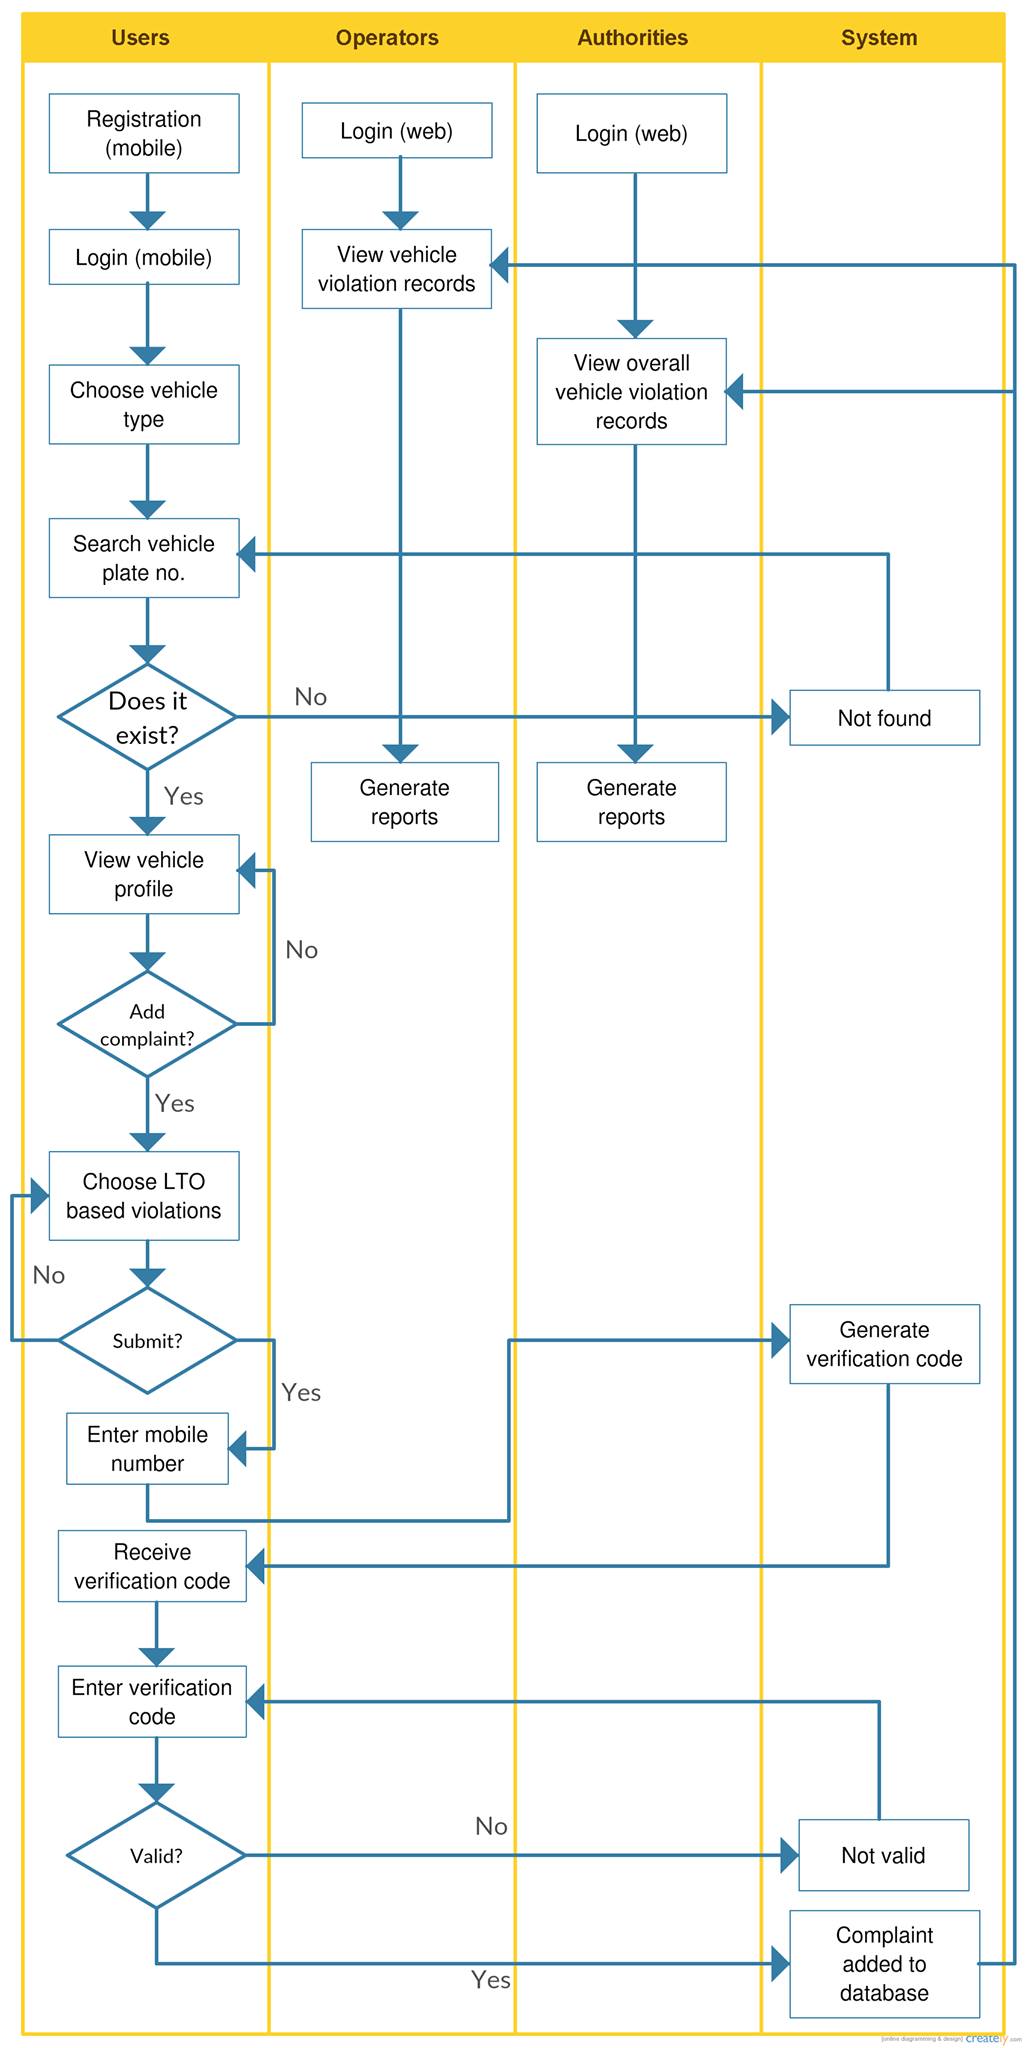 Users
Operators
Authorities
System
Registration
(mobile)
Login (web)
Login (web)
Login (mobile)
View vehicle
violation records
Choose vehicle
type
View overall
vehicle violation
records
Search vehicle
plate no.
Does it
exist?
No
Not found
Yes
Generate
reports
Generate
reports
View vehicle
profile
No
Add
complaint?
Yes
Choose LTO
based violations
No
Submit?
Yes
Generate
verification code
Enter mobile
number
Receive
verification code
Enter verification
code
Valid?
No
Not valid
Yes
Complaint
added to
database
[online diagramming & design] creately.com